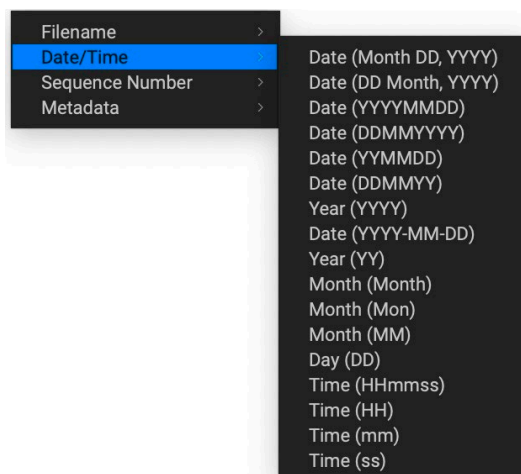 Filename
Date/Time
Sequence Number
Metadata
Date (Month DD, YYYY)
Date (DD Month, YYYY)
Date (YYYYMMDD)
Date (DDMMYYYY)
Date (YYMMDD)
Date (DDMMYY)
Year (YYYY)
Date (YYYY-MM-DD)
Year (YY)
Month (Month)
Month (Mon)
Month (MM)
Day (DD)
Time (HHmmss)
Time (HH)
Time (mm)
Time (ss)